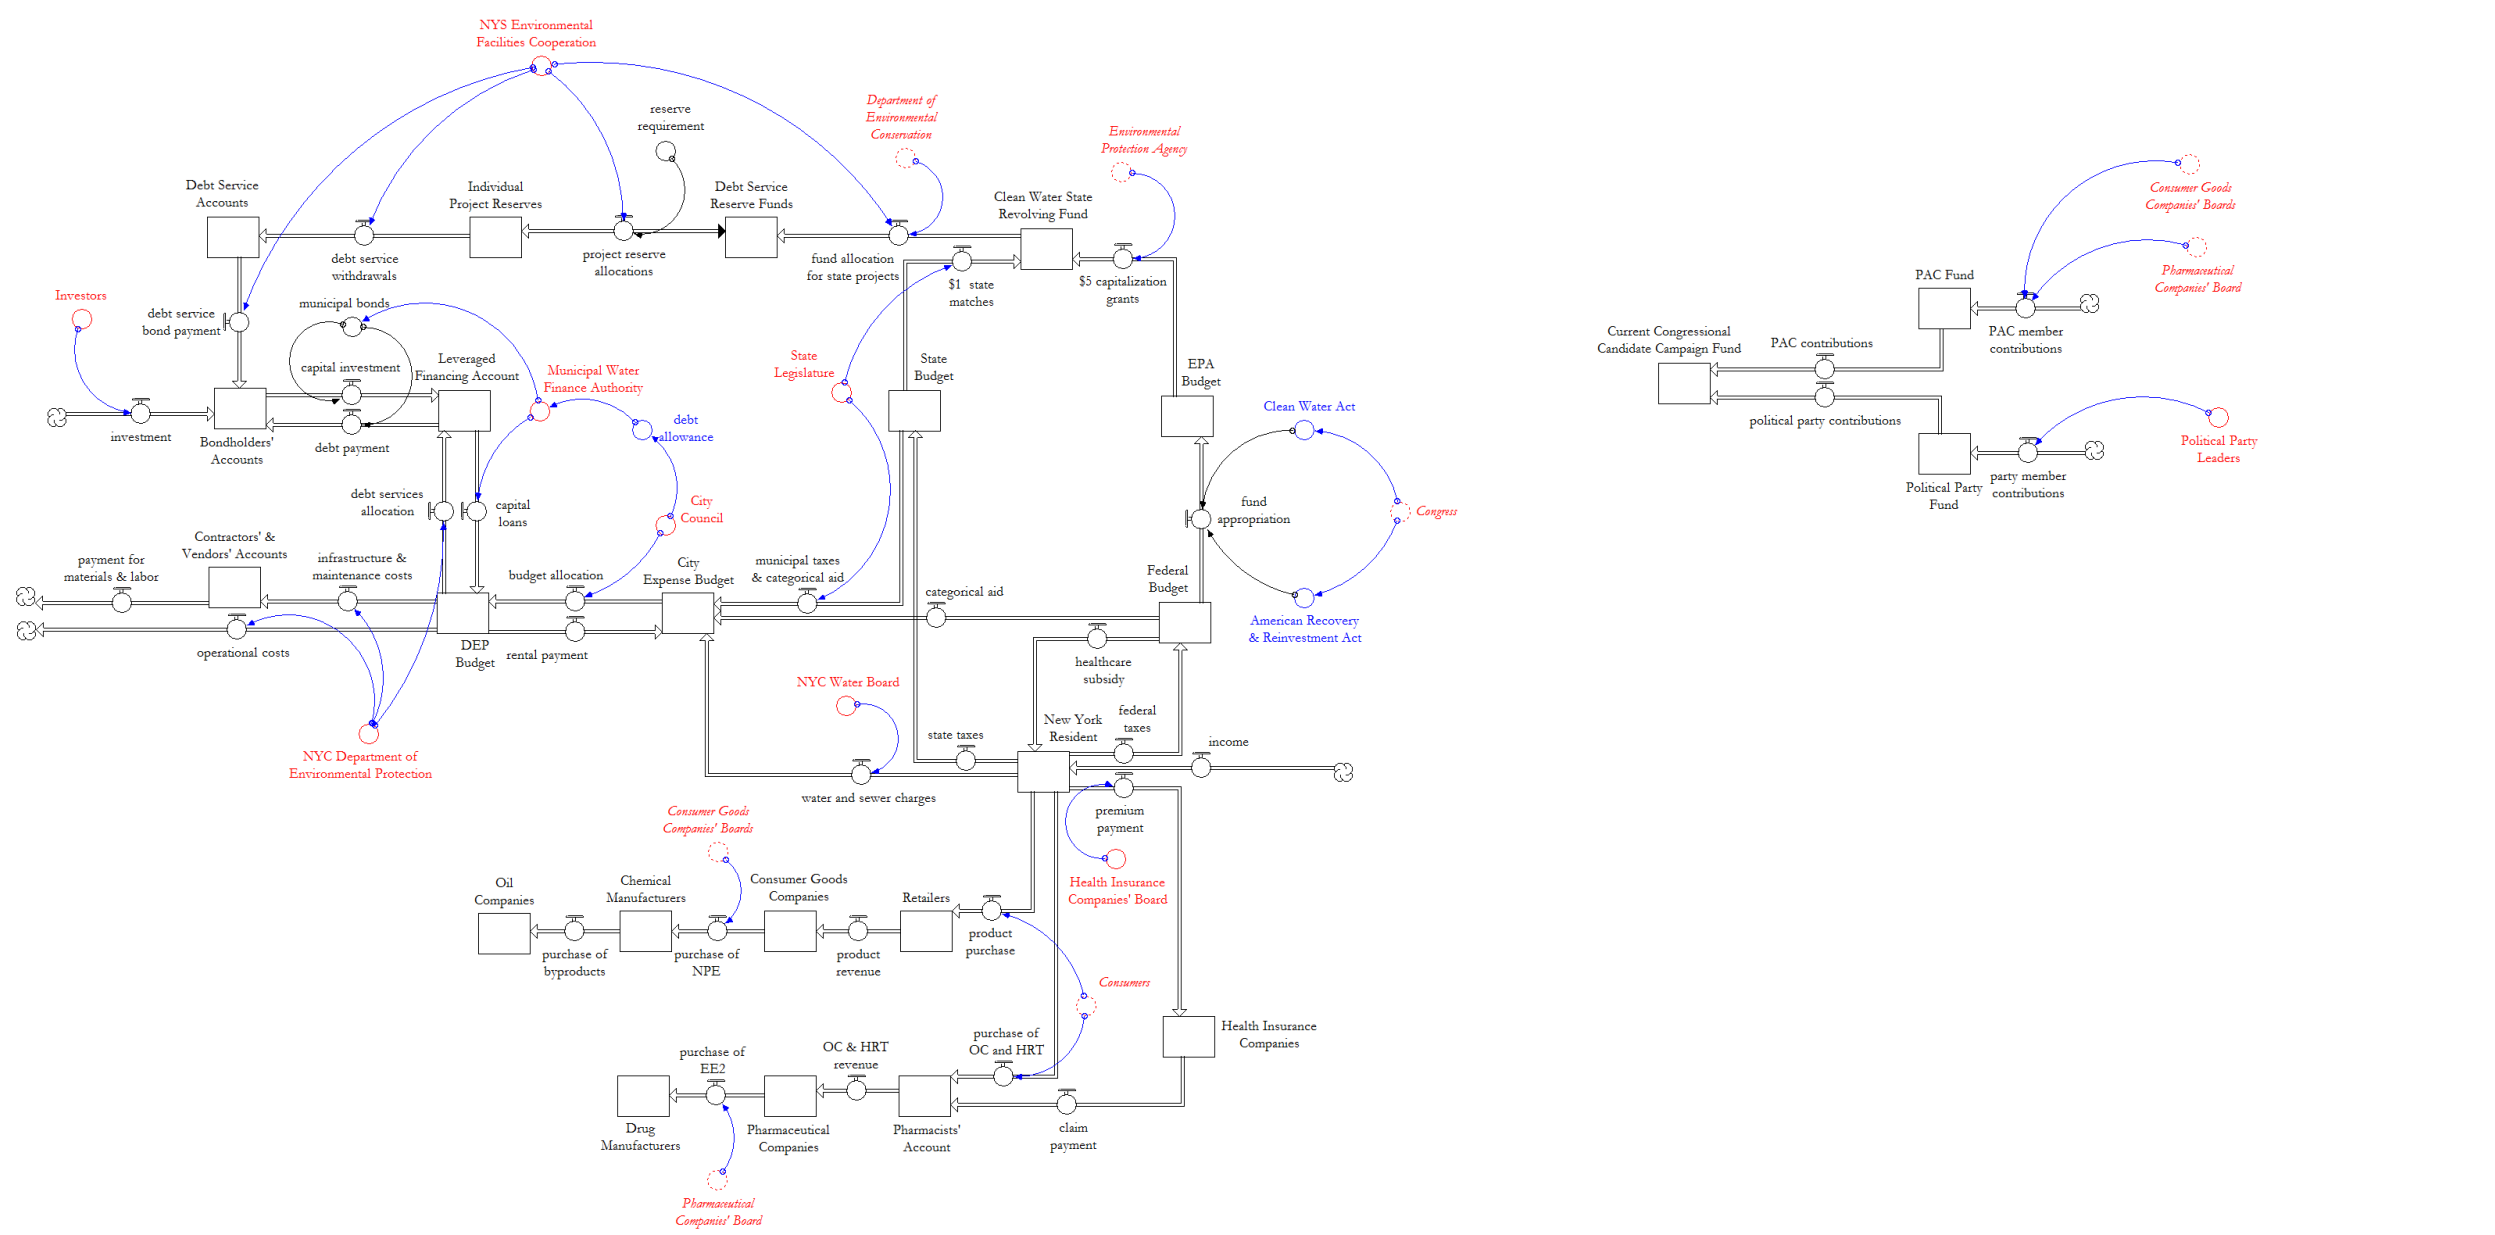 NYS Environmental
Facilities Cooperation
Department of
Environmental
Conservation
reserve
requirement
Environmental
Protection Agency
Debt Service
Accounts
Individual
Project Reserves
Debt Service
Reserve Funds
Clean Water State
Revolving Fund
debt service
withdrawals
project reserve
allocations
fund allocation
for state projects
$1 state
matches
$5 capitalization
grants
Consumer Goods
Companies' Boards
Pharmaceutical
Companies' Board
PAC Fund
PAC member
contributions
Current Congressional
Candidate Campaign Fund
PAC contributions
political party contributions
Political Party
Fund
party member
contributions
Political Party
Leaders
Investors
debt service
bond payment
municipal bonds
capital investment
Leveraged
Financing Account
Municipal Water
Finance Authority
State
Legislature
State
Budget
EPA
Budget
Clean Water Act
investment
Bondholders'
Accounts
debt payment
debt
allowance
debt services
allocation
capital
loans
City
Council
fund
appropriation
Congress
Contractors' &
Vendors' Accounts
payment for
materials & labor
infrastructure &
maintenance costs
budget allocation
City
Expense Budget
municipal taxes
& categorical aid
categorical aid
Federal
Budget
American Recovery
& Reinvestment Act
operational costs
DEP
Budget
rental payment
healthcare
subsidy
NYC Water Board
New York
Resident
federal
taxes
state taxes
income
NYC Department of
Environmental Protection
water and sewer charges
premium
payment
Consumer Goods
Companies' Boards
Health Insurance
Companies' Board
Oil
Companies
Chemical
Manufacturers
Consumer Goods
Companies
Retailers
purchase of
byproducts
purchase of
NPE
product
revenue
product
purchase
Consumers
Health Insurance
Companies
purchase of
EE2
OC & HRT
revenue
purchase of
OC and HRT
Drug
Manufacturers
Pharmaceutical
Companies
Pharmacists'
Account
claim
payment
Pharmaceutical
Companies' Board